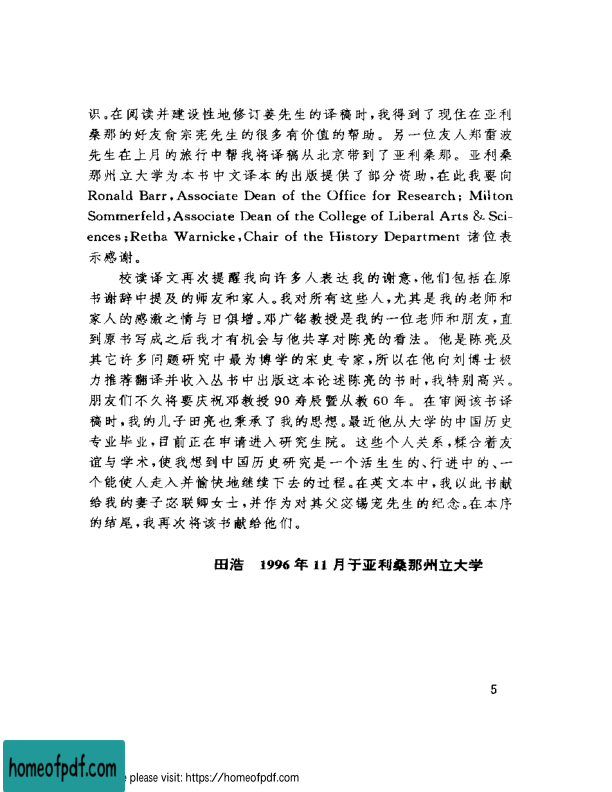 识。在阅读并建设性地修订姜先生的译稿时,我得到了现住在亚利
桑那的好友俞宗宪先生的很多有价值的帮助。另一位友人郑雷波
先生在上月的旅行中帮我将译稿从北京带到了亚利桑那。亚利桑
那州立大学为本书中文译本的出版提供了部分资助,在此我要向
Ronald Barr, Associate Dean of the Office for Research; Milton
Sommerfeld, Associate Dean of the College of Liberal Arts & Sci-
ences; Retha Warnicke, Chair of the History Department 诸位表
示感谢。
校读译文再次提醒我向许多人表达我的谢意,他们包括在原
书谢辞中提及的师友和家人。我对所有这些人,尤其是我的老师和
家人的感激之情与日俱增。邓广铭教授是我的一位老师和朋友,直
到原书写成之后我才有机会与他共享对陈亮的看法。他是陈亮及
其它许多问题研究中最为博学的宋史专家,所以在他向刘博士极
力推荐翻译并收入丛书中出版这本论述陈亮的书时,我特别高兴。
朋友们不久将要庆祝邓教授 90 寿辰暨从教 60 年。在审阅该书译
稿时,我的儿子田亮也秉承了我的思想。最近他从大学的中国历史
专业毕业,目前正在申请进入研究生院。这些个人关系,糅合着友
谊与学术,使我想到中国历史研究是一个活生生的、行进中的、一
个能使人走入并愉快地继续下去的过程。在英文本中,我以此书献
给我的妻子宓联卿女士,并作为对其父宓锡宠先生的纪念。在本序
的结尾,我再次将该书献给他们。
田浩 1996 年 11 月于亚利桑那州立大学
5
homeofpdf.com
please visit: https://homeofpdf.com